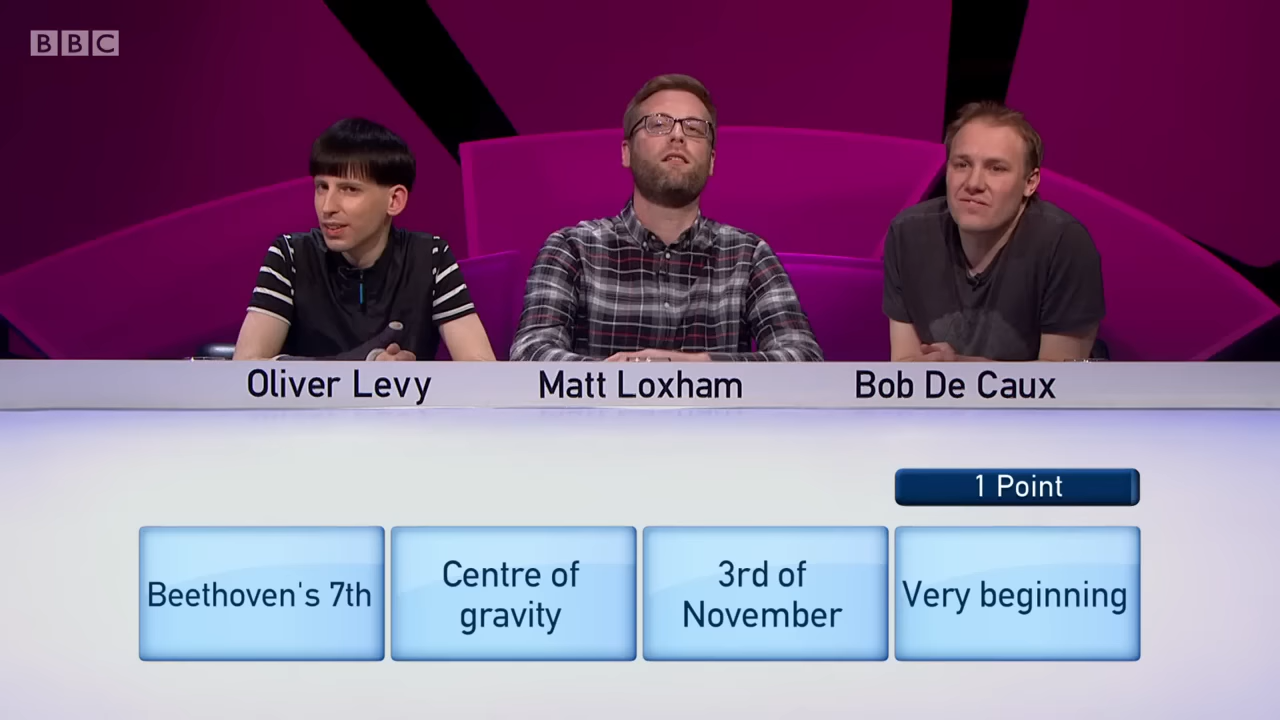 BBC
Oliver Levy
Matt Loxham
Bob De Caux
1 Point
Beethoven's 7th
Centre of
gravity
3rd of
November
Very beginning